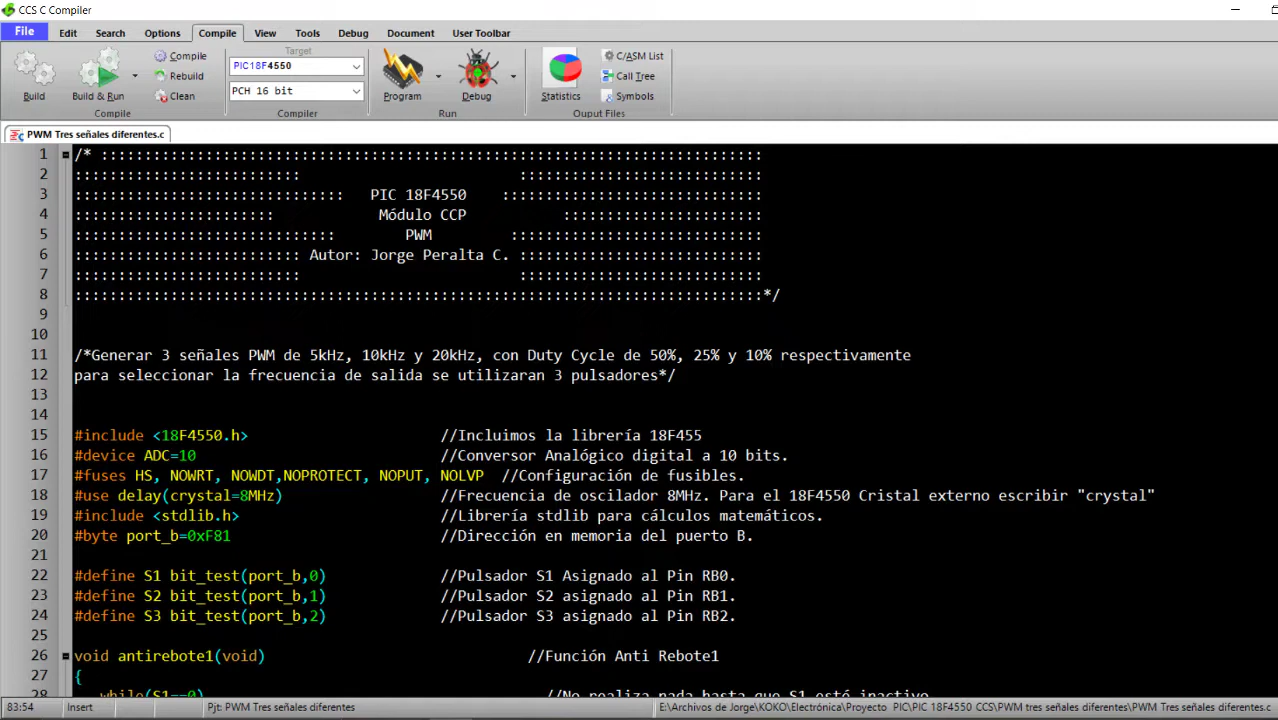 CCS C Compiler
File Edit Search Options Compile View Tools Debug Document User Toolbar
Build
Build & Run
Compile
Rebuild
Clean
Compile
Target
PIC18F4550
PCH 16 bit
Compiler
Program
Debug
Run
Statistics
C/ASM List
Call Tree
Symbols
Ouput Files
PWM Tres señales diferentes.c
1 /* ::::::::::::::::::::::::::::::::::::::::::::::::::::::::::::::::::::::::::::
2 :::::::::::::::::::::::::: ::::::::::::::::::::::::::::
3 ::::::::::::::::::::::::::::::: PIC 18F4550 ::::::::::::::::::::::::::::::
4 ::::::::::::::::::::::: Módulo CCP :::::::::::::::::::::::
5 :::::::::::::::::::::::::::::: PWM :::::::::::::::::::::::::::::
6 :::::::::::::::::::::::::: Autor: Jorge Peralta C. ::::::::::::::::::::::::::::
7 :::::::::::::::::::::::::: ::::::::::::::::::::::::::::
8 :::::::::::::::::::::::::::::::::::::::::::::::::::::::::::::::::::::::::::::::*/
9
10
11 /*Generar 3 señales PWM de 5kHz, 10kHz y 20kHz, con Duty Cycle de 50%, 25% y 10% respectivamente
12 para seleccionar la frecuencia de salida se utilizaran 3 pulsadores*/
13
14
15 #include <18F4550.h> //Incluimos la librería 18F455
16 #device ADC=10 //Conversor Analógico digital a 10 bits.
17 #fuses HS, NOWRT, NOWDT,NOPROTECT, NOPUT, NOLVP //Configuración de fusibles.
18 #use delay(crystal=8MHz) //Frecuencia de oscilador 8MHz. Para el 18F4550 Cristal externo escribir "crystal"
19 #include <stdlib.h> //Librería stdlib para cálculos matemáticos.
20 #byte port_b=0xF81 //Dirección en memoria del puerto B.
21
22 #define S1 bit_test(port_b,0) //Pulsador S1 Asignado al Pin RB0.
23 #define S2 bit_test(port_b,1) //Pulsador S2 asignado al Pin RB1.
24 #define S3 bit_test(port_b,2) //Pulsador S3 asignado al Pin RB2.
25
26 void antirebote1(void) //Función Anti Rebote1
27 {
28 while(S1==0) //No realiza nada hasta que S1 esté inactivo
83:54 Insert Pjt: PWM Tres señales diferentes E:\Archivos de Jorge\KOKO\Electrónica\Proyecto PIC\PIC 18F4550 CCS\PWM tres señales diferentes\PWM Tres señales diferentes.c